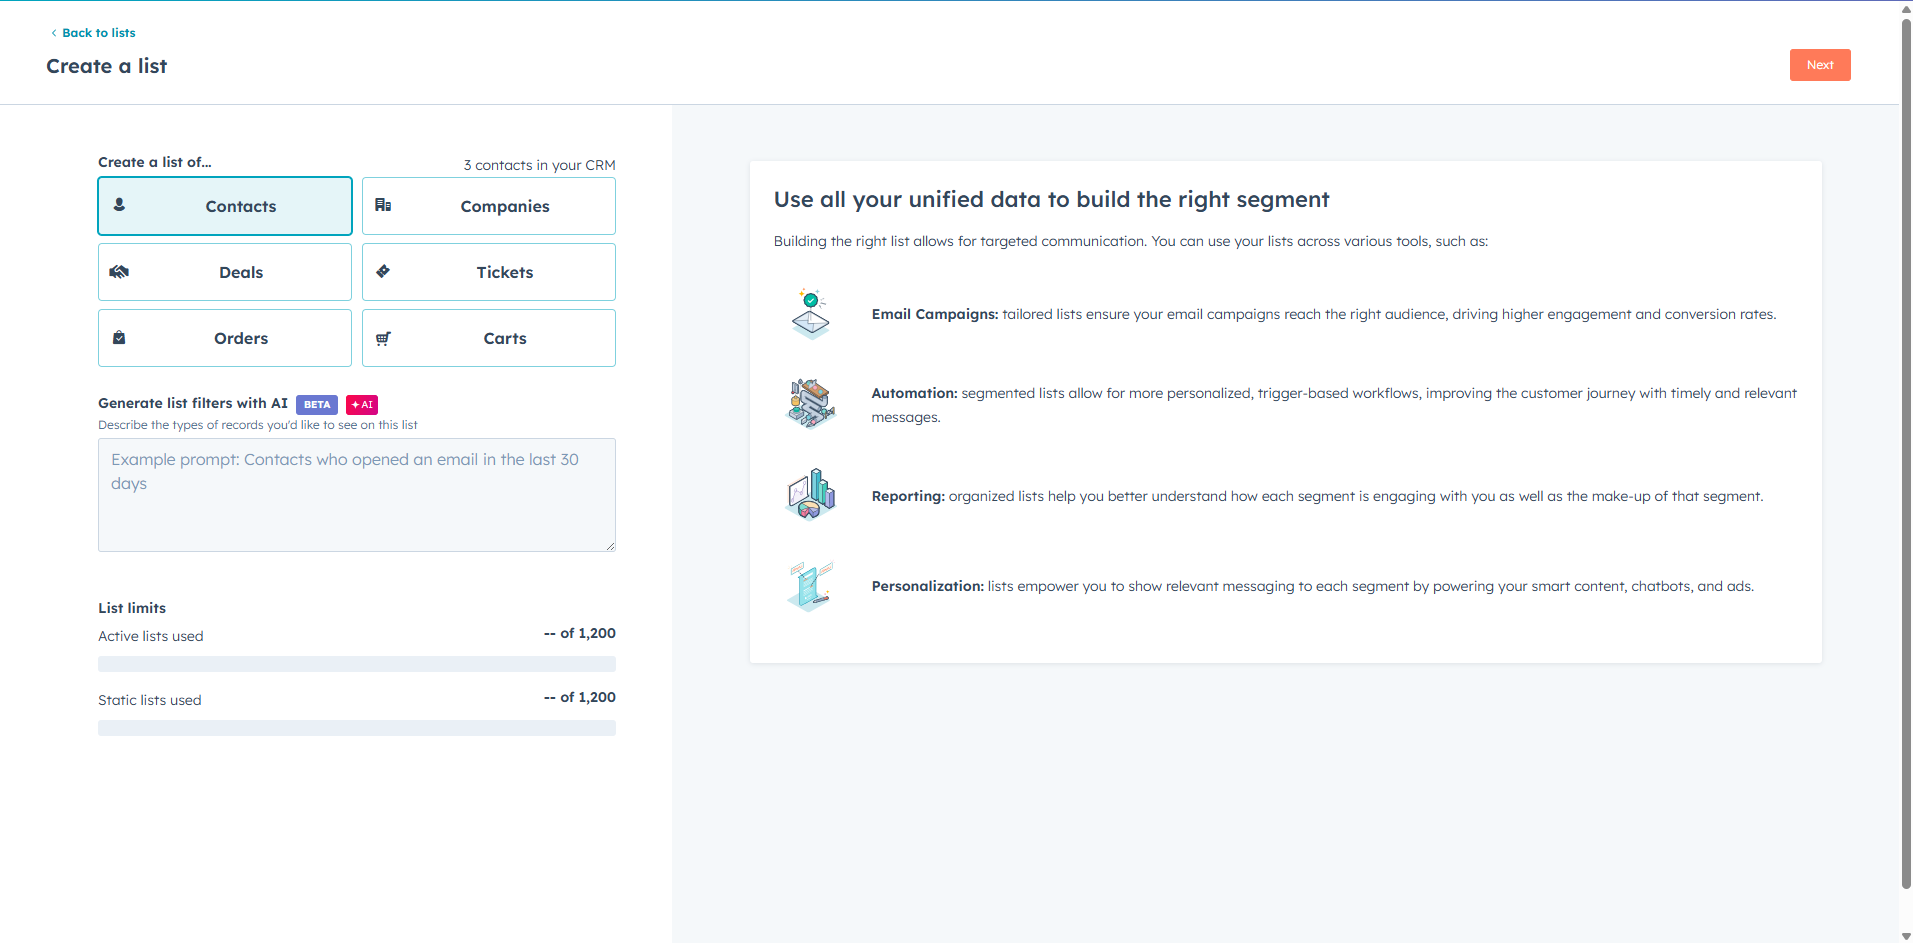 Back to lists
Create a list
Next
Create a list of...
3 contacts in your CRM
Contacts
Companies
Deals
Tickets
Orders
Carts
Generate list filters with AI BETA AI
Describe the types of records you'd like to see on this list
Example prompt: Contacts who opened an email in the last 30
days
List limits
Active lists used
-- of 1,200
Static lists used
-- of 1,200
Use all your unified data to build the right segment
Building the right list allows for targeted communication. You can use your lists across various tools, such as:
Email Campaigns: tailored lists ensure your email campaigns reach the right audience, driving higher engagement and conversion rates.
Automation: segmented lists allow for more personalized, trigger-based workflows, improving the customer journey with timely and relevant
messages.
Reporting: organized lists help you better understand how each segment is engaging with you as well as the make-up of that segment.
Personalization: lists empower you to show relevant messaging to each segment by powering your smart content, chatbots, and ads.